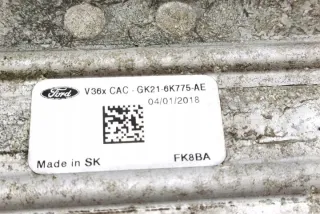 Ford
V36x CAC - GK21-6K775-AE
04/01/2018
Made in SK
FK8BA